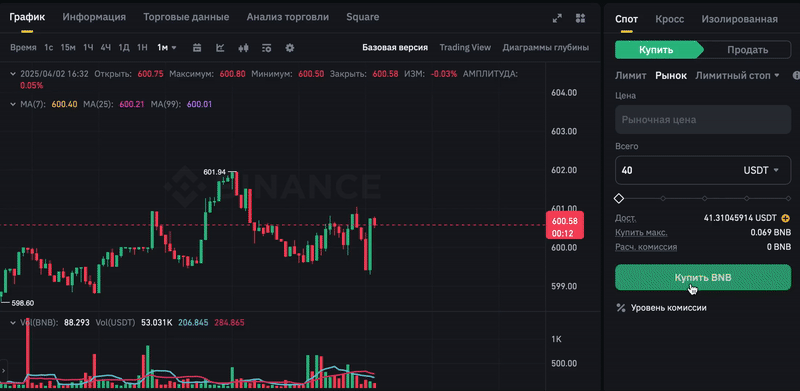 График Информация Торговые данные Анализ торговли Square
Время 1с 15м 1Ч 4Ч 1Д 1Н 1м Базовая версия Trading View Диаграммы глубины
2025/04/02 16:32 Открыть: 600.75 Максимум: 600.80 Минимум: 600.50 Закрыть: 600.58 ИЗМ: -0.03% АМПЛИТУДА:
0.05%
MA(7): 600.40 MA(25): 600.21 MA(99): 600.01
604.00
603.00
602.00
601.94
BINANCE
601.00
600.58
00:12
600.00
599.00
598.60
Vol(BNB): 88.293 Vol(USDT) 53.031K 206.845 284.865
1K
500.00
Спот Кросс Изолированная
Купить Продать
Лимит Рынок Лимитный стоп
Цена
Рыночная цена
Всего
40 USDT
Дост. 41.31045914 USDT
Купить макс. 0.069 BNB
Расч. комиссия 0 BNB
Купить BNB
Уровень комиссии